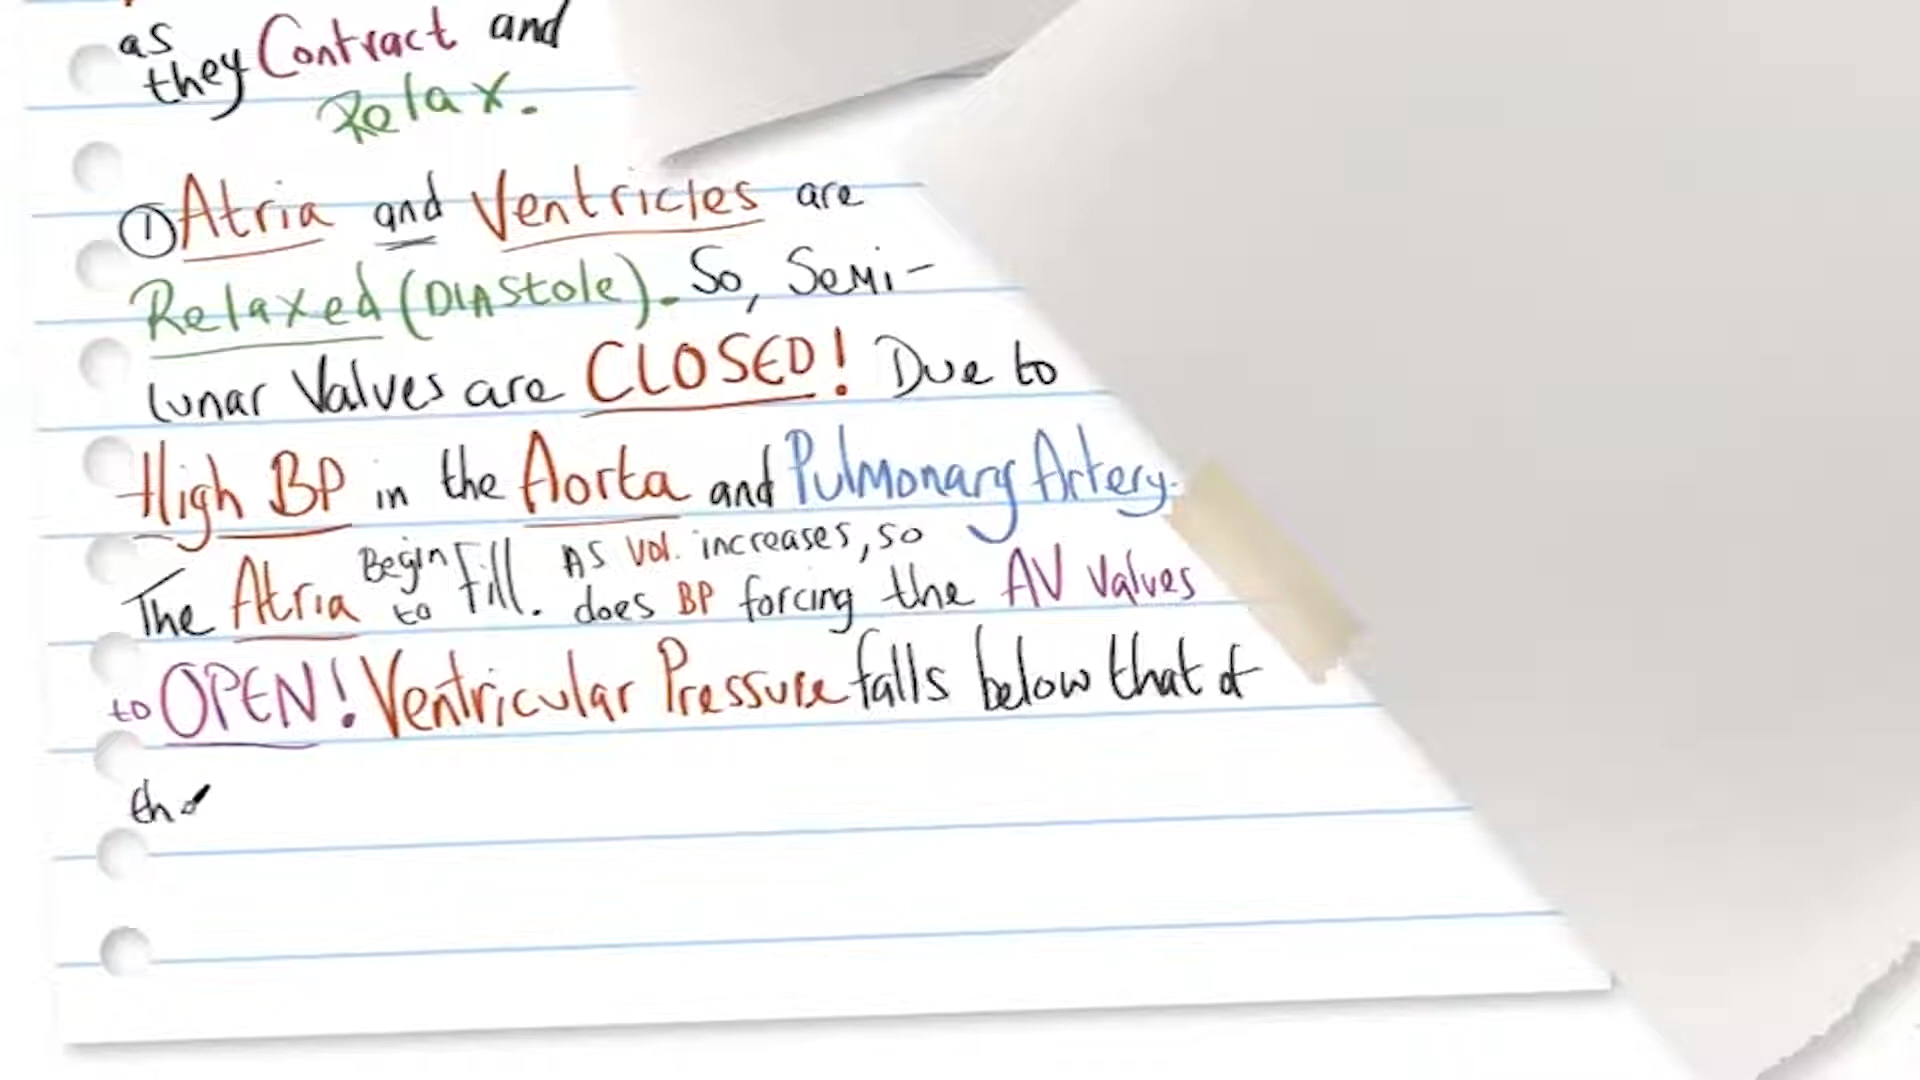 as
they Contract and
Relax.
① Atria and Ventricles are
Relaxed (DIAStole). So, Semi-
lunar Valves are CLOSED! Due to
High BP in the Aorta and Pulmonary Artery.
The Atria Begin to Fill. As Vol. increases, so
does BP forcing the AV Valves
to OPEN! Ventricular Pressure falls below that of
the